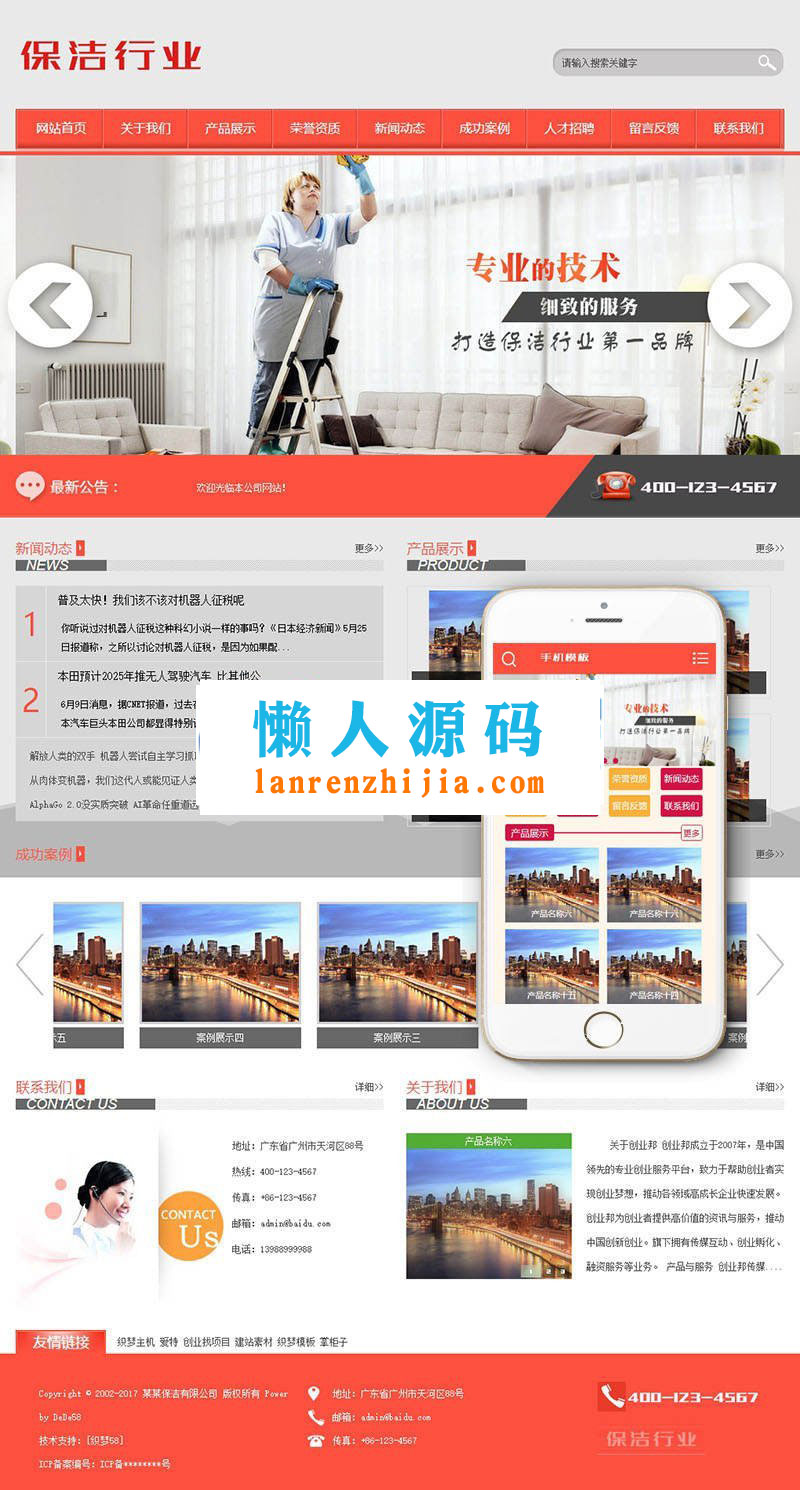 保洁行业
请输入搜索关键字
网站首页 关于我们 产品展示 荣誉资质 新闻动态 成功案例 人才招聘 留言反馈 联系我们
专业的技术
细致的服务
打造保洁行业第一品牌
最新公告：
欢迎光临本公司网站!
400-123-4567
新闻动态
更多>>
NEWS
1
普及太快！我们该不该对机器人征税呢
你听说过对机器人征税这种科幻小说一样的事吗？《日本经济新闻》5月25
日报道称，之所以讨论对机器人征税，是因为如果配...
2
本田预计2025年推无人驾驶汽车 比其他公
6月9日消息，据CNET报道，过去
本汽车巨头本田公司都显得特别
解放人类的双手 机器人尝试自主学习抓
从肉体变机器，我们这代人或能见证人
AlphaGo 2.0没实质突破 AI革命任重道远
产品展示
更多>>
PRODUCT
手机模板
专业的技术
细致的服务
打造保洁行业第一品牌
荣誉资质 新闻动态
留言反馈 联系我们
产品展示
更多
产品名称六 产品名称十六
产品名称十五 产品名称十四
懒人源码
lanrenzhijia.com
成功案例
更多>>
示五
案例展示四
案例展示三
案例
联系我们
详细>>
CONTACT US
CONTACT
Us
地址：广东省广州市天河区88号
热线：400-123-4567
传真：+86-123-4567
邮箱：admin@baidu.com
电话：13988999988
关于我们
详细>>
ABOUT US
产品名称六
1 2 3
关于创业邦 创业邦成立于2007年，是中国
领先的专业创业服务平台，致力于帮助创业者实
现创业梦想，推动各领域高成长企业快速发展。
创业邦为创业者提供高价值的资讯与服务，推动
中国创新创业。旗下拥有传媒互动、创业孵化、
融资服务等业务。 产品与服务 创业邦传媒....
友情链接
织梦主机 爱特 创业找项目 建站素材 织梦模板 掌柜子
Copyright © 2002-2017 某某保洁有限公司 版权所有 Power
by DeDe58
技术支持：[织梦58]
ICP备案编号：ICP备********号
地址：广东省广州市天河区88号
邮箱：admin@baidu.com
传真：+86-123-4567
400-123-4567
保洁行业